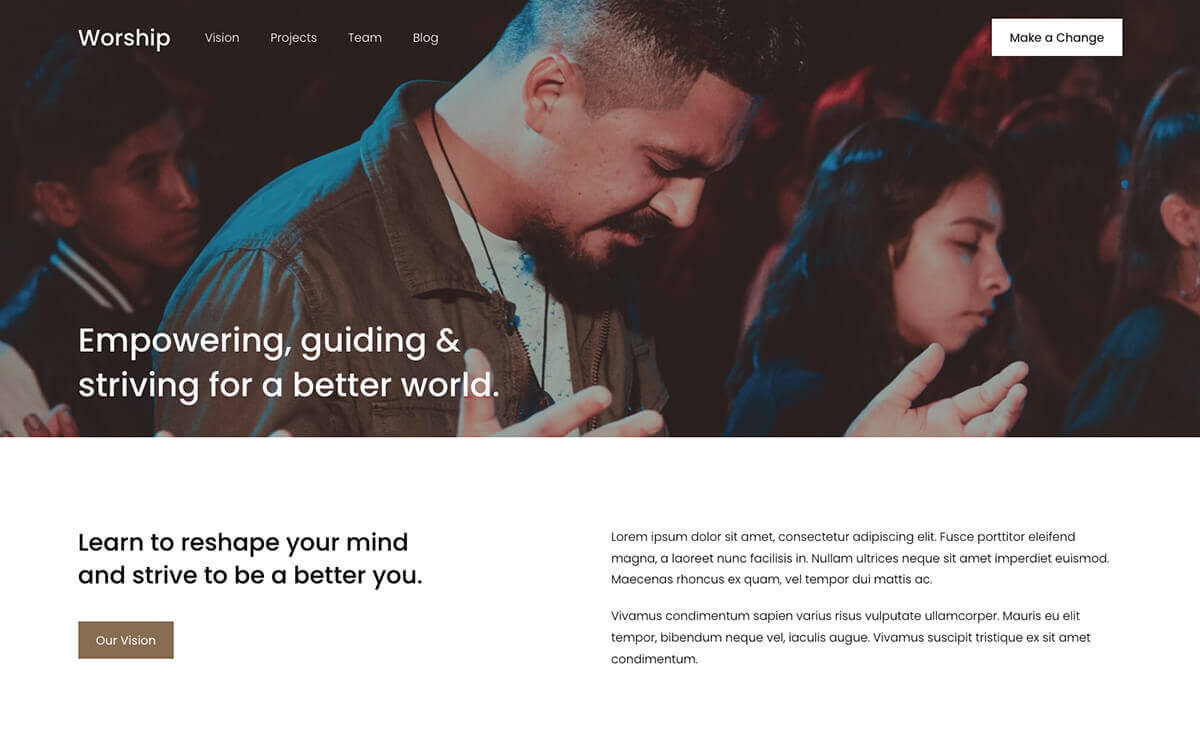 Worship
Vision
Projects
Team
Blog
Make a Change
Empowering, guiding &
striving for a better world.
Learn to reshape your mind
and strive to be a better you.
Our Vision
Lorem ipsum dolor sit amet, consectetur adipiscing elit. Fusce porttitor eleifend
magna, a laoreet nunc facilisis in. Nullam ultrices neque sit amet imperdiet euismod.
Maecenas rhoncus ex quam, vel tempor dui mattis ac.
Vivamus condimentum sapien varius risus vulputate ullamcorper. Mauris eu elit
tempor, bibendum neque vel, iaculis augue. Vivamus suscipit tristique ex sit amet
condimentum.